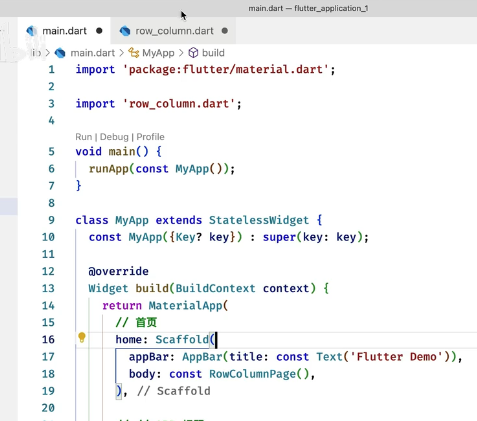 main.dart — flutter_application_1
main.dart row_column.dart
lib > main.dart > MyApp > build
1 import 'package:flutter/material.dart';
2
3 import 'row_column.dart';
4
Run | Debug | Profile
5 void main() {
6 runApp(const MyApp());
7 }
8
9 class MyApp extends StatelessWidget {
10 const MyApp({Key? key}) : super(key: key);
11
12 @override
13 Widget build(BuildContext context) {
14 return MaterialApp(
15 // 首页
16 home: Scaffold(
17 appBar: AppBar(title: const Text('Flutter Demo')),
18 body: const RowColumnPage(),
19 ), // Scaffold
20